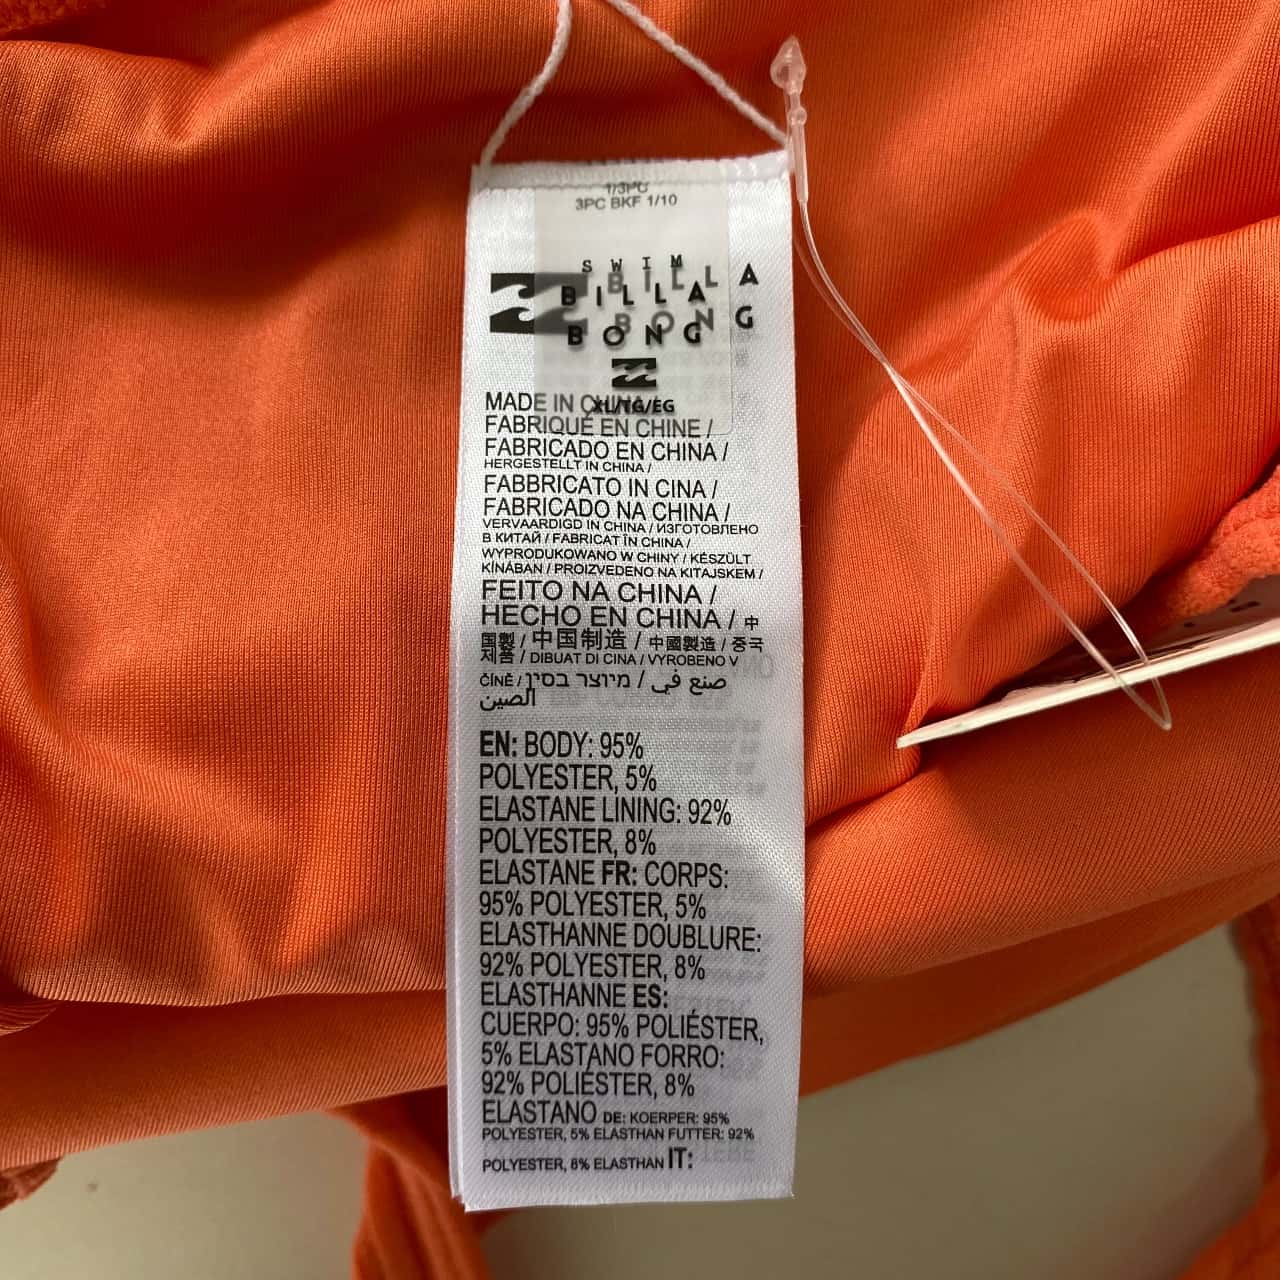 1/3PC
3PC BKF 1/10
SWIM
BILLA
BONG
BILLA
BONG
XL/TG/EG
MADE IN CHINA /
FABRIQUÉ EN CHINE /
FABRICADO EN CHINA /
HERGESTELLT IN CHINA /
FABBRICATO IN CINA /
FABRICADO NA CHINA /
VERVAARDIGD IN CHINA / ИЗГОТОВЛЕНО
В КИТАЙ / FABRICAT ÎN CHINA /
WYPRODUKOWANO W CHINY / KÉSZÜLT
KÍNÁBAN / PROIZVEDENO NA KITAJSKEM /
FEITO NA CHINA /
HECHO EN CHINA / 中
国製 / 中国制造 / 中國製造 / 중국
제품 / DIBUAT DI CINA / VYROBENO V
ČÍNĚ / מיוצר בסין / صنع في
الصين
EN: BODY: 95%
POLYESTER, 5%
ELASTANE LINING: 92%
POLYESTER, 8%
ELASTANE FR: CORPS:
95% POLYESTER, 5%
ELASTHANNE DOUBLURE:
92% POLYESTER, 8%
ELASTHANNE ES:
CUERPO: 95% POLIÉSTER,
5% ELASTANO FORRO:
92% POLIÉSTER, 8%
ELASTANO DE: KOERPER: 95%
POLYESTER, 5% ELASTHAN FUTTER: 92%
POLYESTER, 8% ELASTHAN IT: